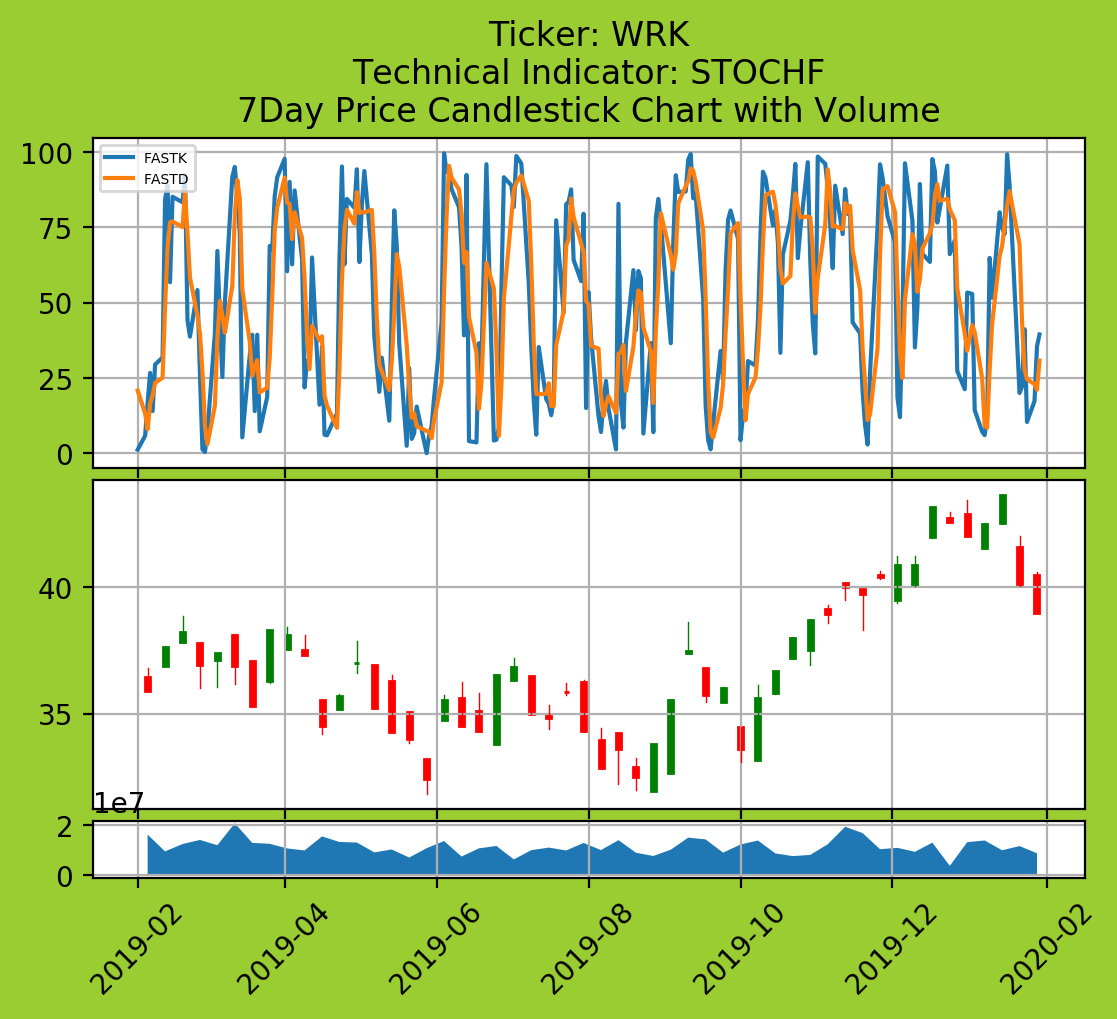 Ticker: WRK
Technical Indicator: STOCHF
7Day Price Candlestick Chart with Volume
100
75
50
25
0
FASTK
FASTD
40
35
1e7
2
0
2019-02
2019-04
2019-06
2019-08
2019-10
2019-12
2020-02